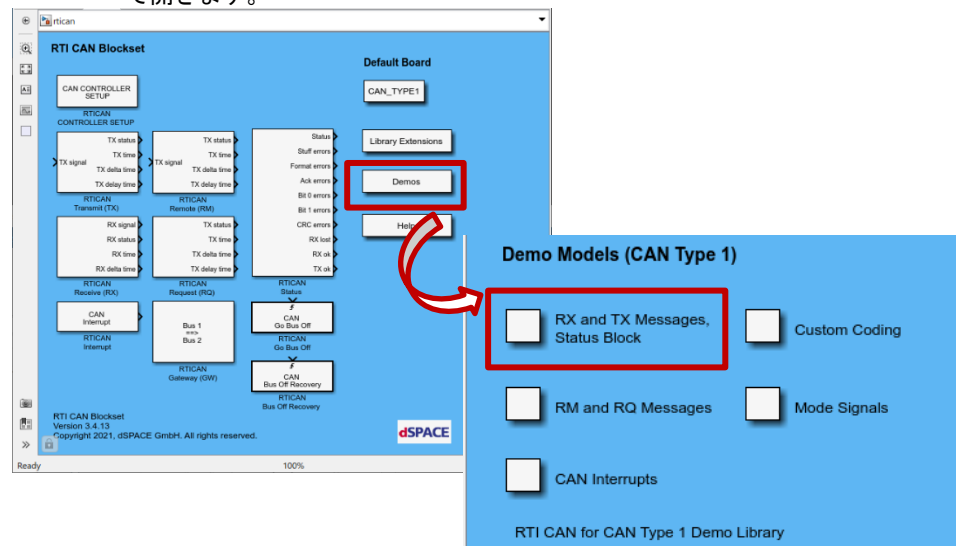 で開きます。
rtican
RTI CAN Blockset
Default Board
CAN CONTROLLER
SETUP
RTICAN
CONTROLLER SETUP
CAN_TYPE1
TX signal
TX status
TX time
TX delta time
TX delay time
RTICAN
Transmit (TX)
TX signal
TX status
TX time
TX delta time
TX delay time
RTICAN
Remote (RM)
Status
Stuff errors
Format errors
Ack errors
Bit 0 errors
Bit 1 errors
CRC errors
RX lost
RX ok
TX ok
RTICAN
Status
Library Extensions
Demos
Help
RX signal
RX status
RX time
RX delta time
RTICAN
Receive (RX)
TX status
TX time
TX delta time
TX delay time
RTICAN
Request (RQ)
CAN
Interrupt
RTICAN
Interrupt
Bus 1
==>
Bus 2
RTICAN
Gateway (GW)
CAN
Go Bus Off
RTICAN
Go Bus Off
CAN
Bus Off Recovery
RTICAN
Bus Off Recovery
RTI CAN Blockset
Version 3.4.13
Copyright 2021, dSPACE GmbH. All rights reserved.
dSPACE
Ready
100%
Demo Models (CAN Type 1)
RX and TX Messages,
Status Block
Custom Coding
RM and RQ Messages
Mode Signals
CAN Interrupts
RTI CAN for CAN Type 1 Demo Library